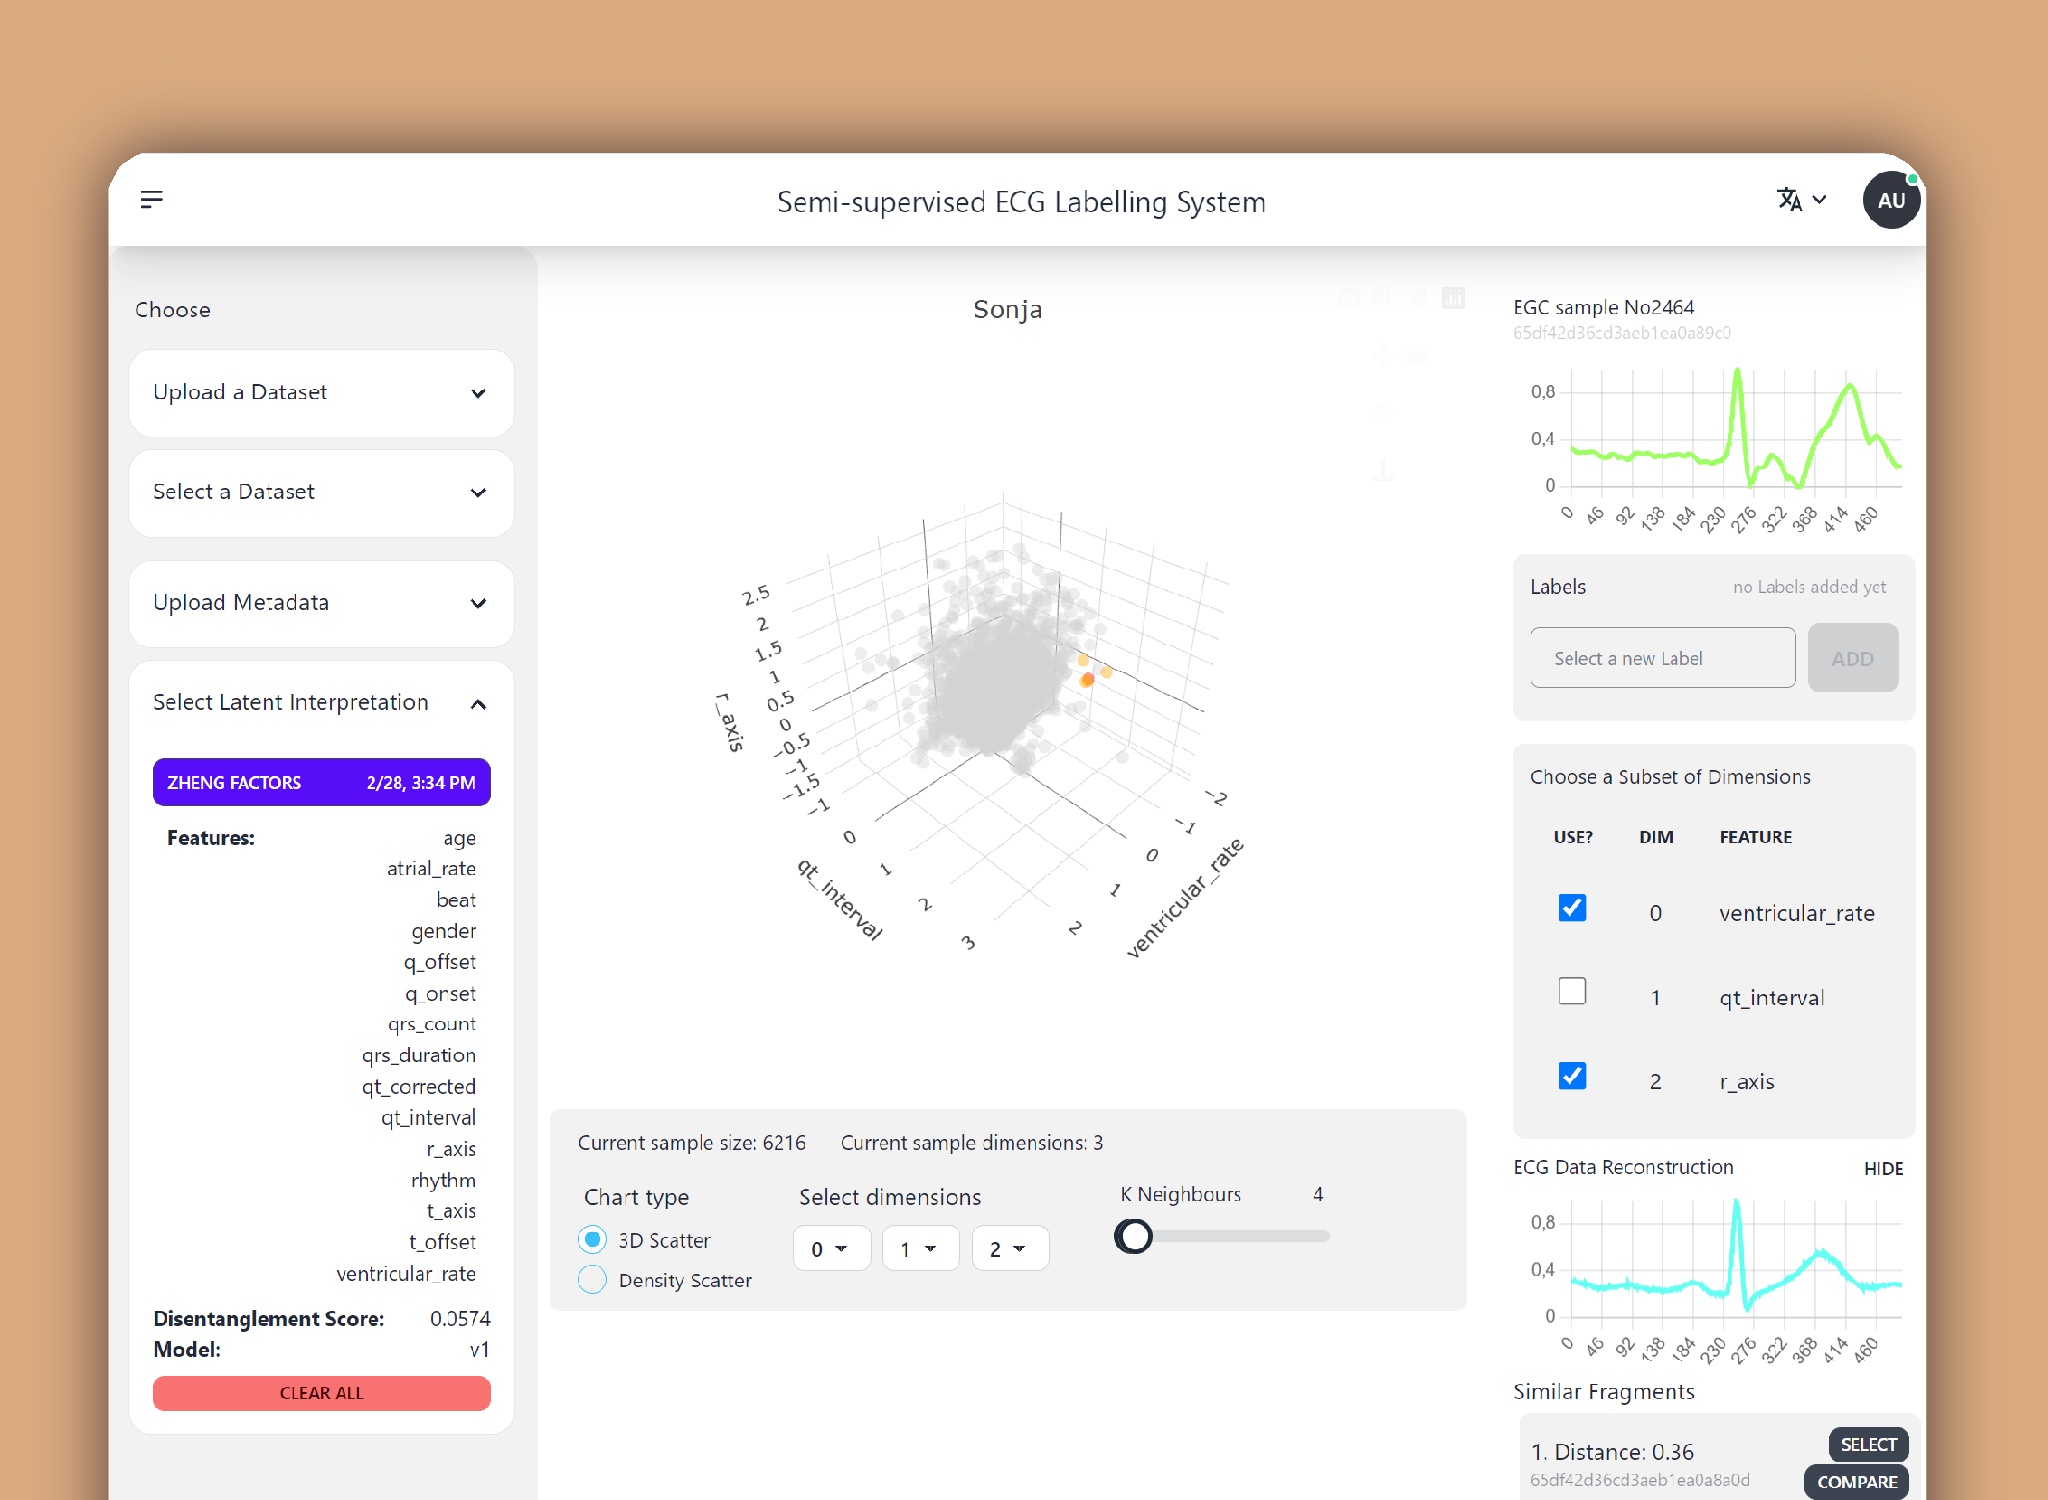 Semi-supervised ECG Labelling System
AU
Choose
Upload a Dataset
Select a Dataset
Upload Metadata
Select Latent Interpretation
ZHENG FACTORS 2/28, 3:34 PM
Features: age
atrial_rate
beat
gender
q_offset
q_onset
qrs_count
qrs_duration
qt_corrected
qt_interval
r_axis
rhythm
t_axis
t_offset
ventricular_rate
Disentanglement Score: 0.0574
Model: v1
CLEAR ALL
Sonja
2.5
2
1.5
1
0.5
0
−0.5
−1
−1.5
r_axis
−1
0
1
2
3
qt_interval
−2
−1
0
1
2
ventricular_rate
Current sample size: 6216 Current sample dimensions: 3
Chart type
3D Scatter
Density Scatter
Select dimensions
0 1 2
K Neighbours 4
EGC sample No2464
65df42d36cd3aeb1ea0a89c0
0,8
0,4
0
0 46 92 138 184 230 276 322 368 414 460
Labels no Labels added yet
Select a new Label ADD
Choose a Subset of Dimensions
USE? DIM FEATURE
0 ventricular_rate
1 qt_interval
2 r_axis
ECG Data Reconstruction HIDE
0,8
0,4
0
0 46 92 138 184 230 276 322 368 414 460
Similar Fragments
1. Distance: 0.36 SELECT
65df42d36cd3aeb1ea0a8a0d COMPARE